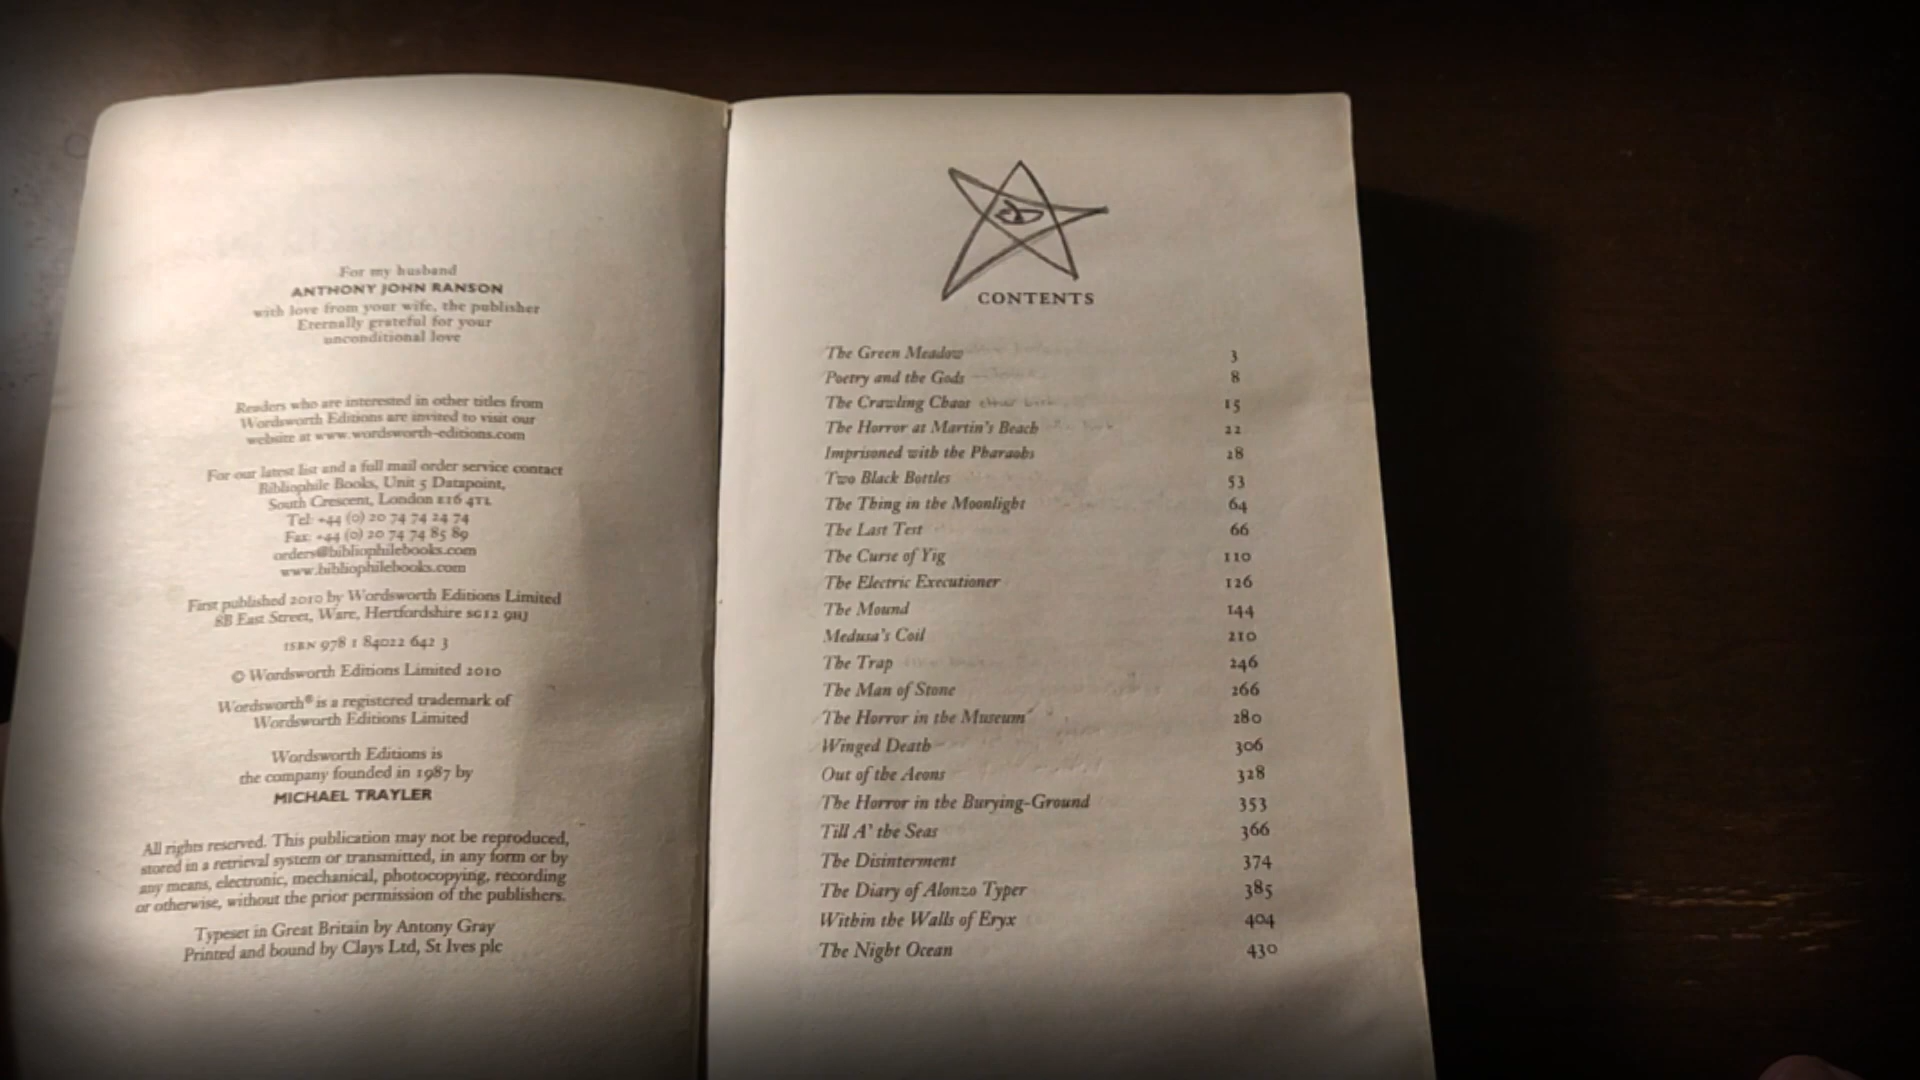 For my husband
ANTHONY JOHN RANSON
with love from your wife, the publisher
Eternally grateful for your
unconditional love
Readers who are interested in other titles from
Wordsworth Editions are invited to visit our
website at www.wordsworth-editions.com
For our latest list and a full mail order service contact
Bibliophile Books, Unit 5 Datapoint,
South Crescent, London E16 4TL
Tel: +44 (0) 20 74 74 24 74
Fax: +44 (0) 20 74 74 85 89
orders@bibliophilebooks.com
www.bibliophilebooks.com
First published 2010 by Wordsworth Editions Limited
8B East Street, Ware, Hertfordshire SG12 9HJ
ISBN 978 1 84022 642 3
© Wordsworth Editions Limited 2010
Wordsworth® is a registered trademark of
Wordsworth Editions Limited
Wordsworth Editions is
the company founded in 1987 by
MICHAEL TRAYLER
All rights reserved. This publication may not be reproduced,
stored in a retrieval system or transmitted, in any form or by
any means, electronic, mechanical, photocopying, recording
or otherwise, without the prior permission of the publishers.
Typeset in Great Britain by Antony Gray
Printed and bound by Clays Ltd, St Ives plc
CONTENTS
The Green Meadow 3
Poetry and the Gods 8
The Crawling Chaos 15
The Horror at Martin's Beach 22
Imprisoned with the Pharaohs 28
Two Black Bottles 53
The Thing in the Moonlight 64
The Last Test 66
The Curse of Yig 110
The Electric Executioner 126
The Mound 144
Medusa's Coil 210
The Trap 246
The Man of Stone 266
The Horror in the Museum 280
Winged Death 306
Out of the Aeons 328
The Horror in the Burying-Ground 353
Till A' the Seas 366
The Disinterment 374
The Diary of Alonzo Typer 385
Within the Walls of Eryx 404
The Night Ocean 430